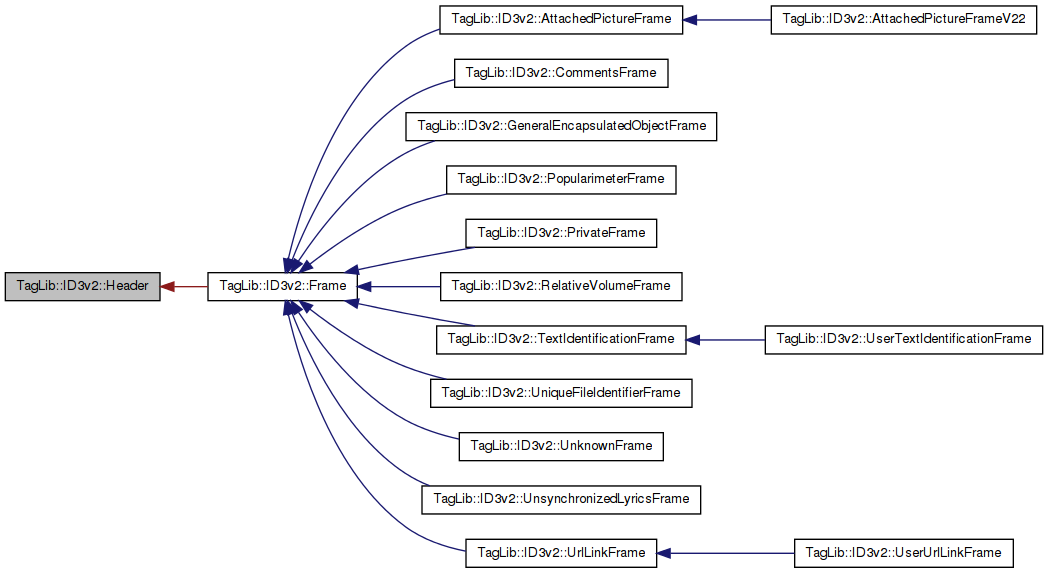 TagLib::ID3v2::AttachedPictureFrame
TagLib::ID3v2::AttachedPictureFrameV22
TagLib::ID3v2::CommentsFrame
TagLib::ID3v2::GeneralEncapsulatedObjectFrame
TagLib::ID3v2::PopularimeterFrame
TagLib::ID3v2::PrivateFrame
TagLib::ID3v2::Header
TagLib::ID3v2::Frame
TagLib::ID3v2::RelativeVolumeFrame
TagLib::ID3v2::TextIdentificationFrame
TagLib::ID3v2::UserTextIdentificationFrame
TagLib::ID3v2::UniqueFileIdentifierFrame
TagLib::ID3v2::UnknownFrame
TagLib::ID3v2::UnsynchronizedLyricsFrame
TagLib::ID3v2::UrlLinkFrame
TagLib::ID3v2::UserUrlLinkFrame